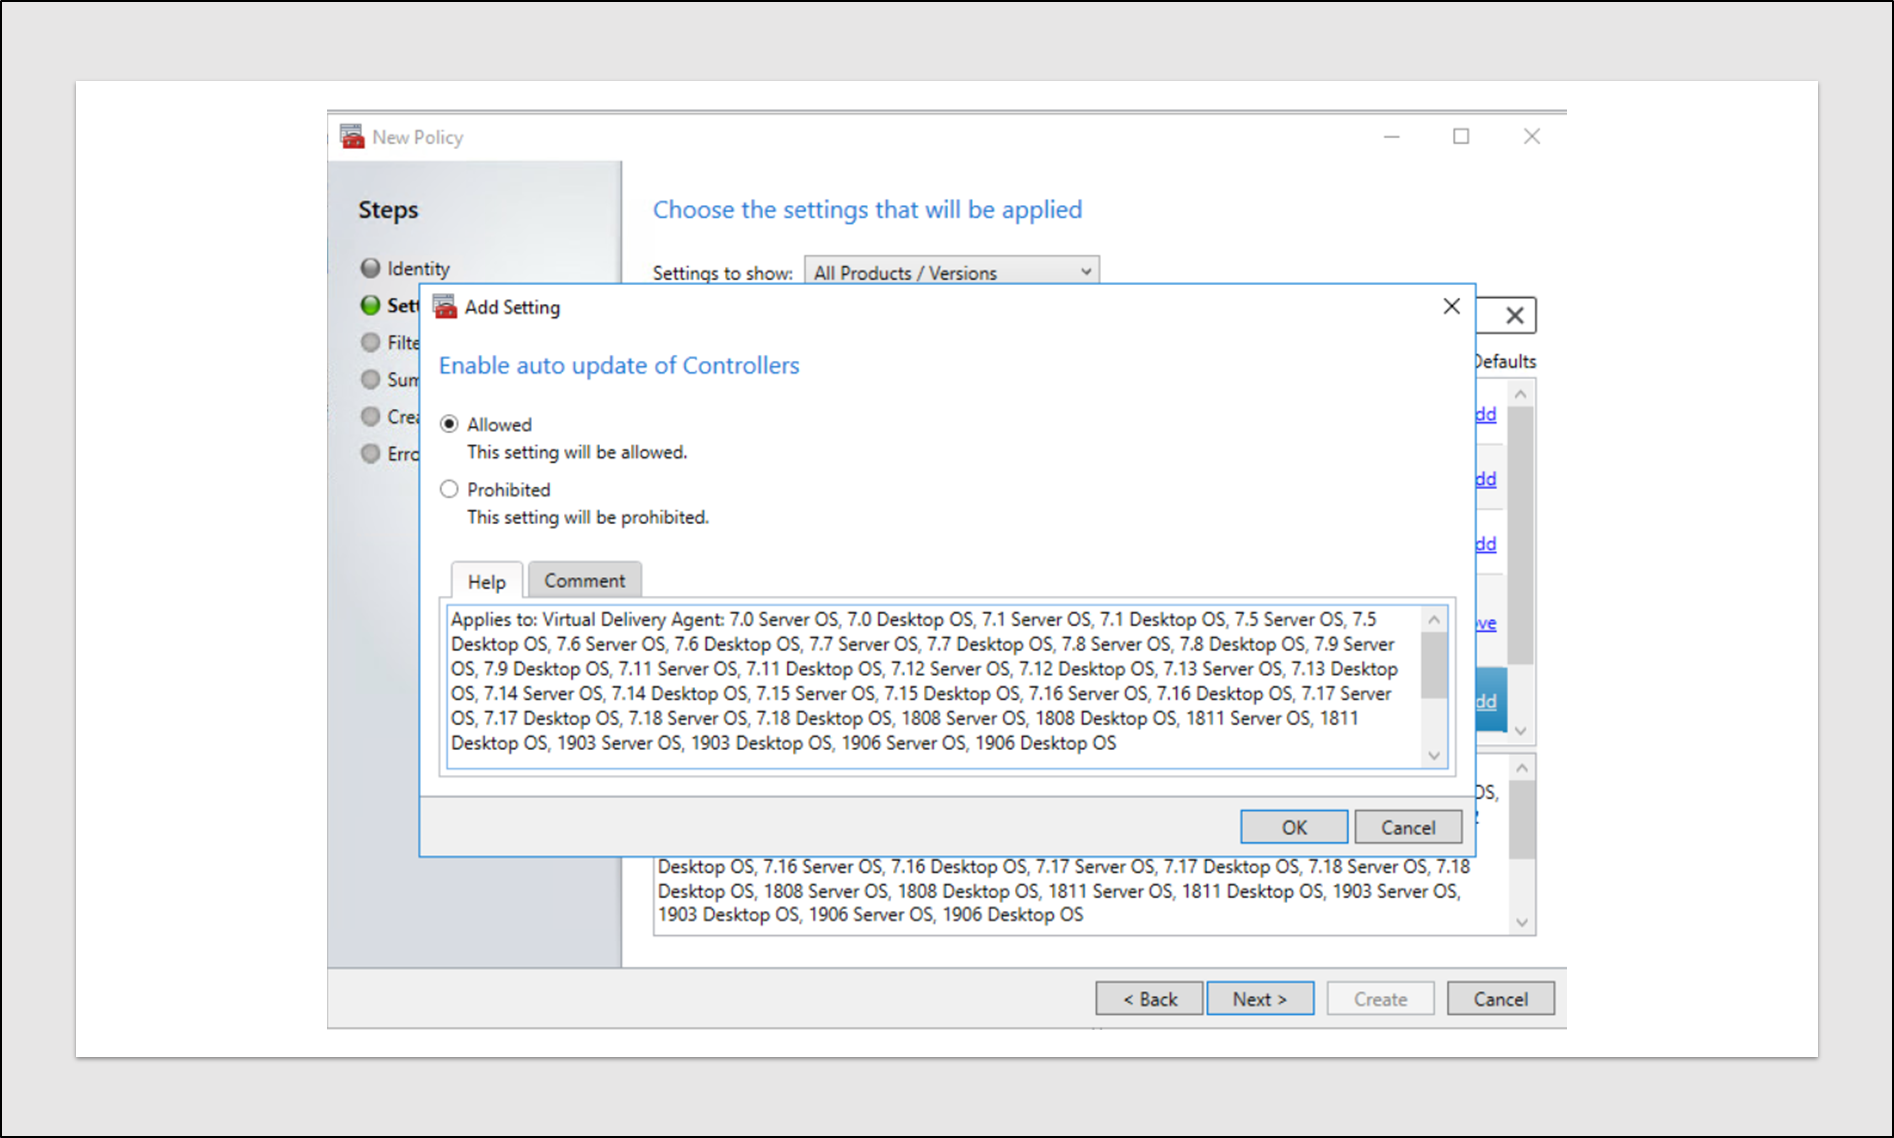 New Policy
Steps
Choose the settings that will be applied
Identity
Settings to show: All Products / Versions
Sett
Add Setting
Filte
Defaults
Enable auto update of Controllers
Sum
Crea
Allowed
dd
This setting will be allowed.
Erro
dd
Prohibited
This setting will be prohibited.
dd
Help Comment
Applies to: Virtual Delivery Agent: 7.0 Server OS, 7.0 Desktop OS, 7.1 Server OS, 7.1 Desktop OS, 7.5 Server OS, 7.5
ove
Desktop OS, 7.6 Server OS, 7.6 Desktop OS, 7.7 Server OS, 7.7 Desktop OS, 7.8 Server OS, 7.8 Desktop OS, 7.9 Server
OS, 7.9 Desktop OS, 7.11 Server OS, 7.11 Desktop OS, 7.12 Server OS, 7.12 Desktop OS, 7.13 Server OS, 7.13 Desktop
OS, 7.14 Server OS, 7.14 Desktop OS, 7.15 Server OS, 7.15 Desktop OS, 7.16 Server OS, 7.16 Desktop OS, 7.17 Server
dd
OS, 7.17 Desktop OS, 7.18 Server OS, 7.18 Desktop OS, 1808 Server OS, 1808 Desktop OS, 1811 Server OS, 1811
Desktop OS, 1903 Server OS, 1903 Desktop OS, 1906 Server OS, 1906 Desktop OS
OS,
2
OK Cancel
Desktop OS, 7.16 Server OS, 7.16 Desktop OS, 7.17 Server OS, 7.17 Desktop OS, 7.18 Server OS, 7.18
Desktop OS, 1808 Server OS, 1808 Desktop OS, 1811 Server OS, 1811 Desktop OS, 1903 Server OS,
1903 Desktop OS, 1906 Server OS, 1906 Desktop OS
< Back Next > Create Cancel